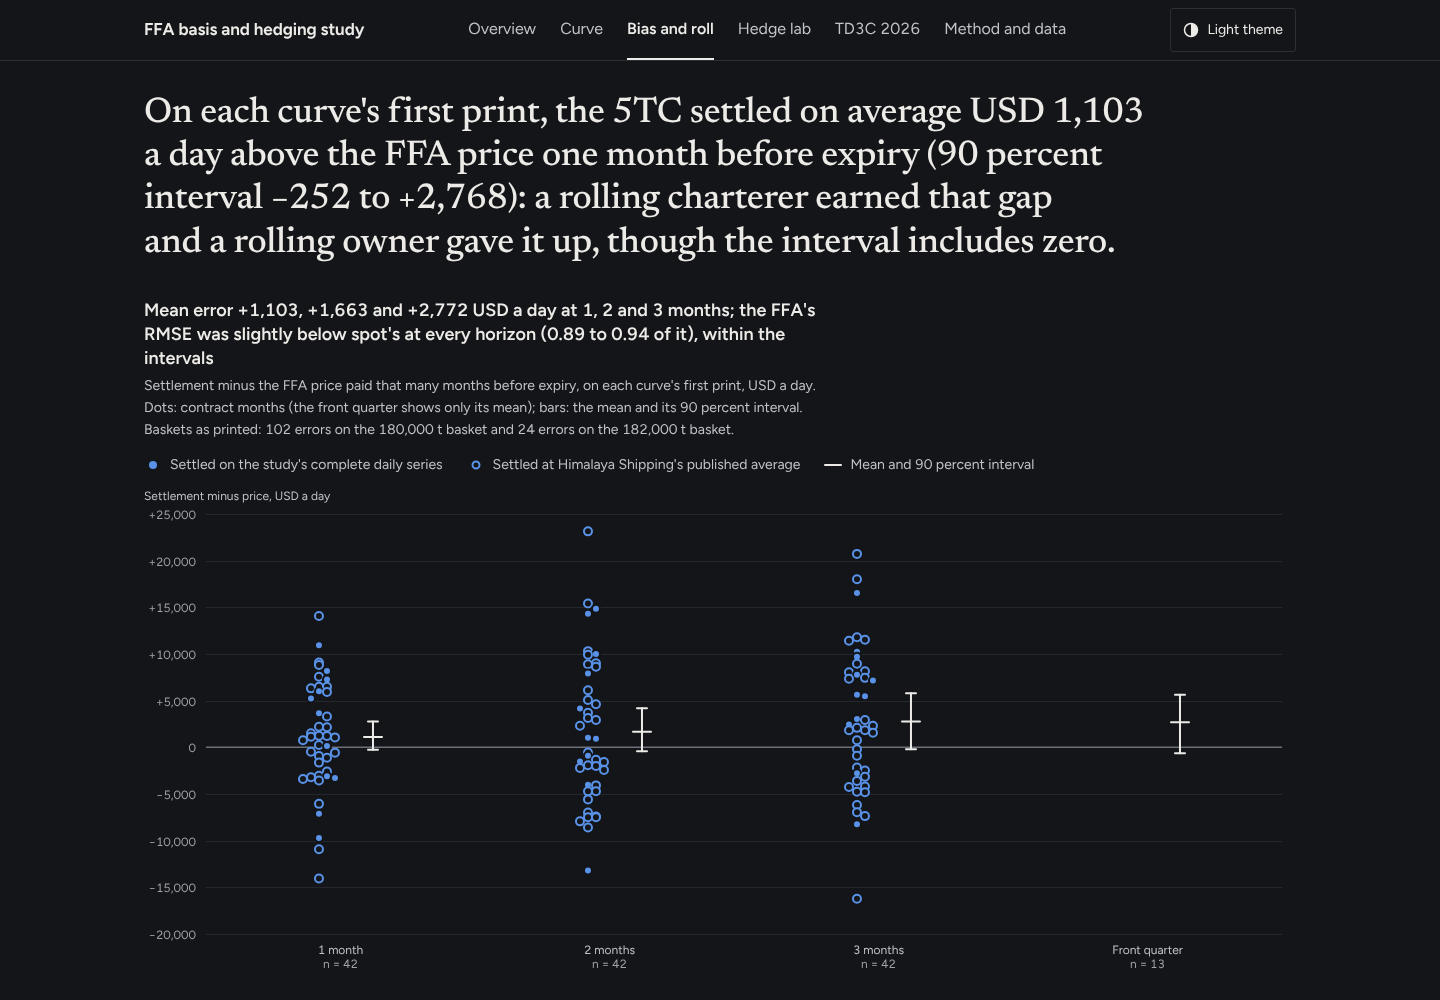 FFA basis and hedging study
Overview
Curve
Bias and roll
Hedge lab
TD3C 2026
Method and data
Light theme
On each curve's first print, the 5TC settled on average USD 1,103
a day above the FFA price one month before expiry (90 percent
interval −252 to +2,768): a rolling charterer earned that gap
and a rolling owner gave it up, though the interval includes zero.
Mean error +1,103, +1,663 and +2,772 USD a day at 1, 2 and 3 months; the FFA's
RMSE was slightly below spot's at every horizon (0.89 to 0.94 of it), within the
intervals
Settlement minus the FFA price paid that many months before expiry, on each curve's first print, USD a day.
Dots: contract months (the front quarter shows only its mean); bars: the mean and its 90 percent interval.
Baskets as printed: 102 errors on the 180,000 t basket and 24 errors on the 182,000 t basket.
Settled on the study's complete daily series
Settled at Himalaya Shipping's published average
Mean and 90 percent interval
Settlement minus price, USD a day
+25,000
+20,000
+15,000
+10,000
+5,000
0
−5,000
−10,000
−15,000
−20,000
1 month
n = 42
2 months
n = 42
3 months
n = 42
Front quarter
n = 13